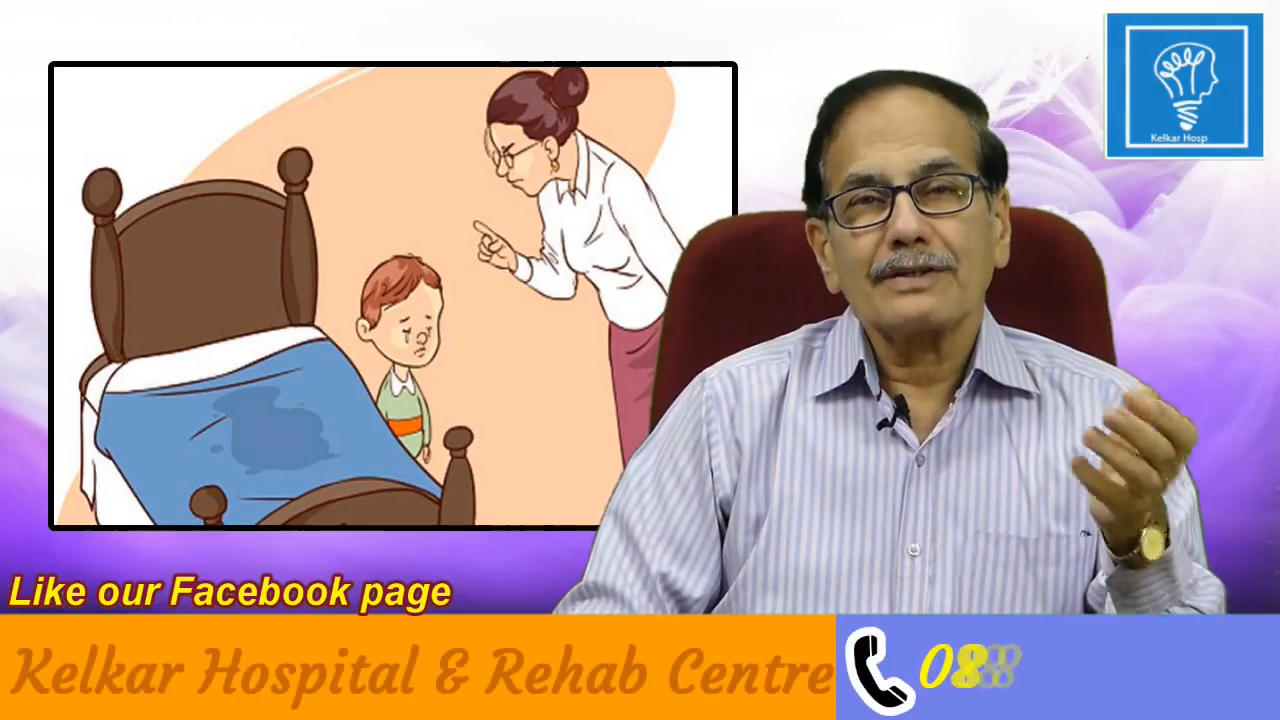 Kelkar Hosp
Like our Facebook page
Kelkar Hospital & Rehab Centre
08